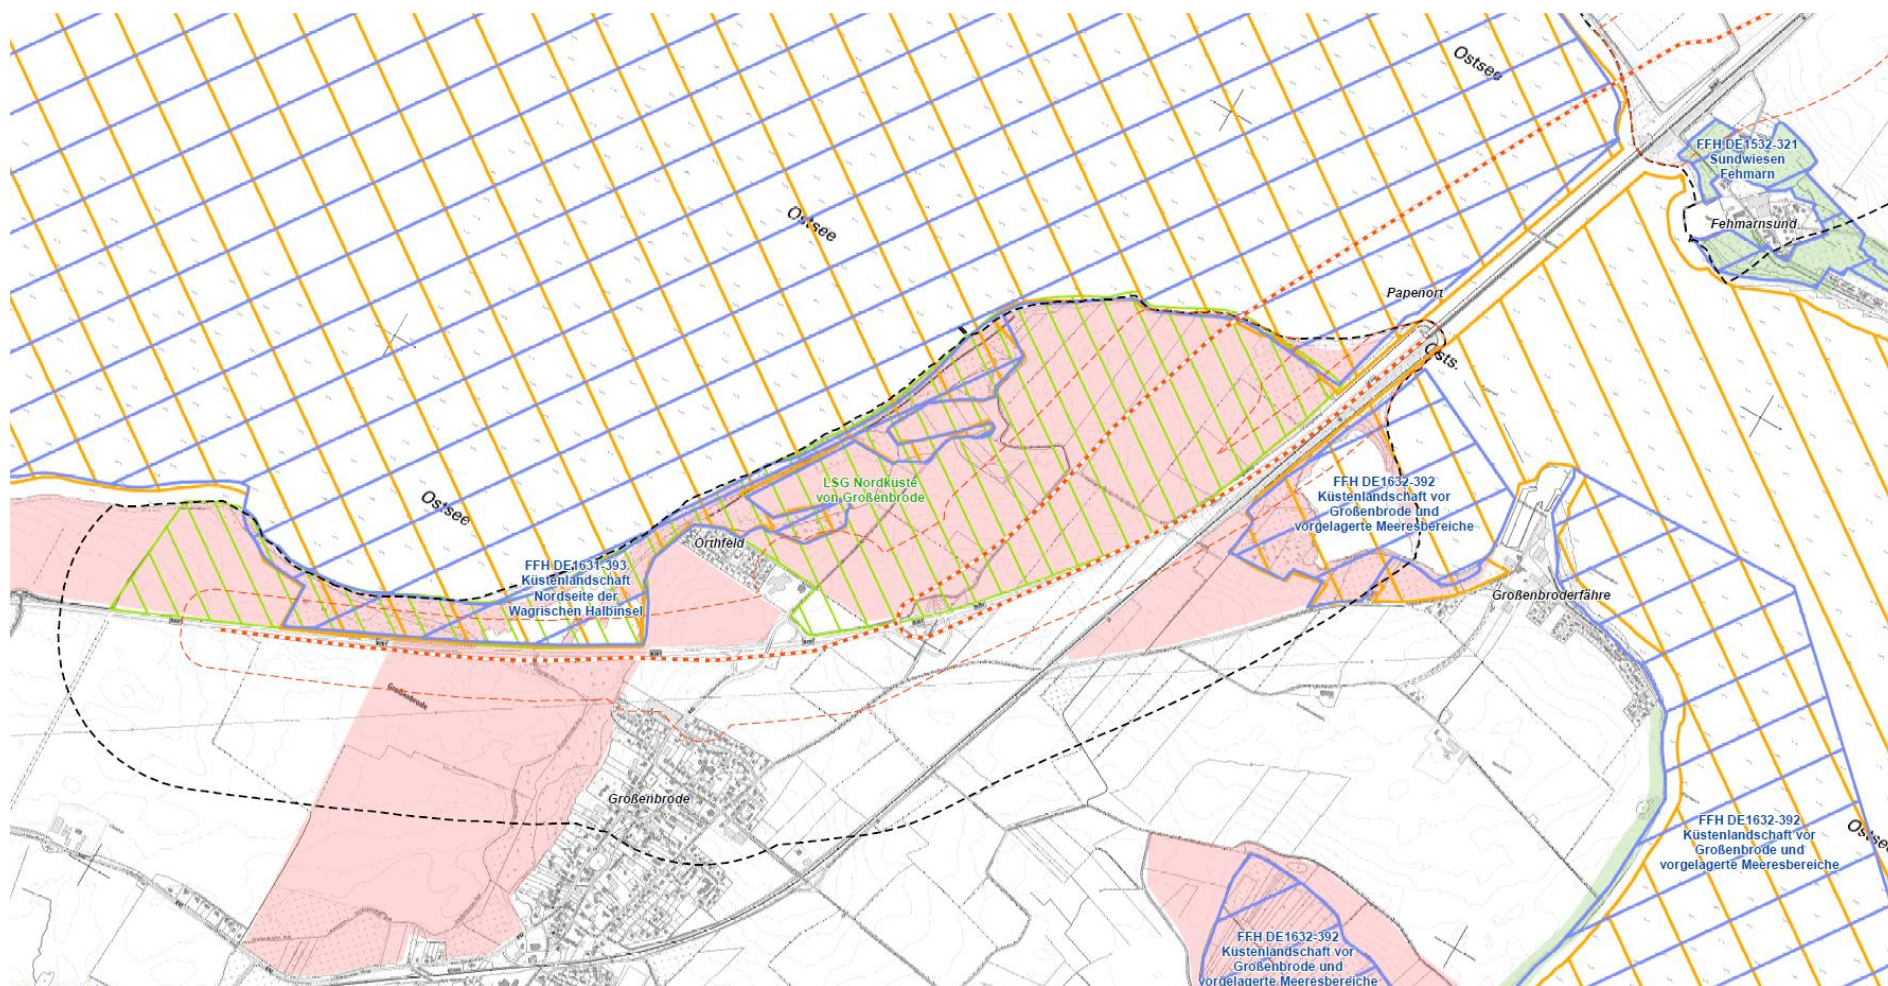 Ostsee
FFH DE1532-321
Sundwiesen
Fehmarn
Ostsee
Fehmarnsund
Papenort
Osts.
LSG Nordküste
von Großenbrode
FFH DE1632-392
Küstenlandschaft vor
Großenbrode und
vorgelagerte Meeresbereiche
Ostsee
Orthfeld
FFH DE1631-393
Küstenlandschaft
Nordseite der
Wagrischen Halbinsel
Großenbroderfähre
Großenbrode
Großenbrode
FFH DE1632-392
Küstenlandschaft vor
Großenbrode und
vorgelagerte Meeresbereiche
Ostsee
FFH DE1632-392
Küstenlandschaft vor
Großenbrode und
vorgelagerte Meeresbereiche